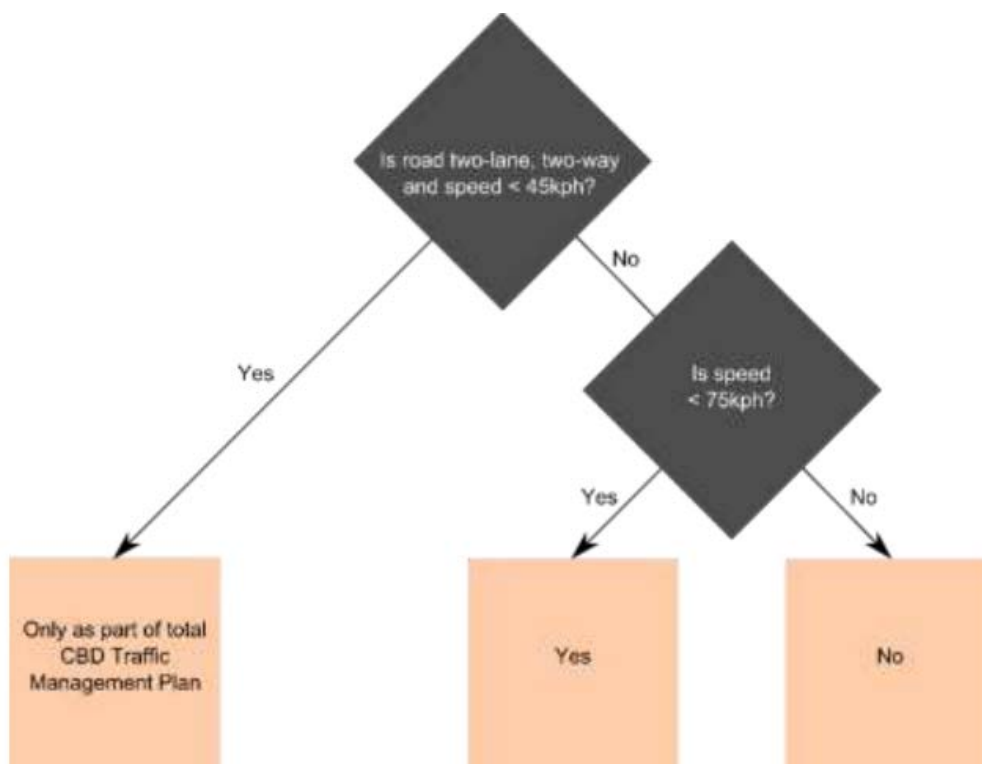 Is road two-lane, two-way
and speed < 45kph?
No
Is speed
< 75kph?
Yes
Yes
No
Only as part of total
CBD Traffic
Management Plan
Yes
No